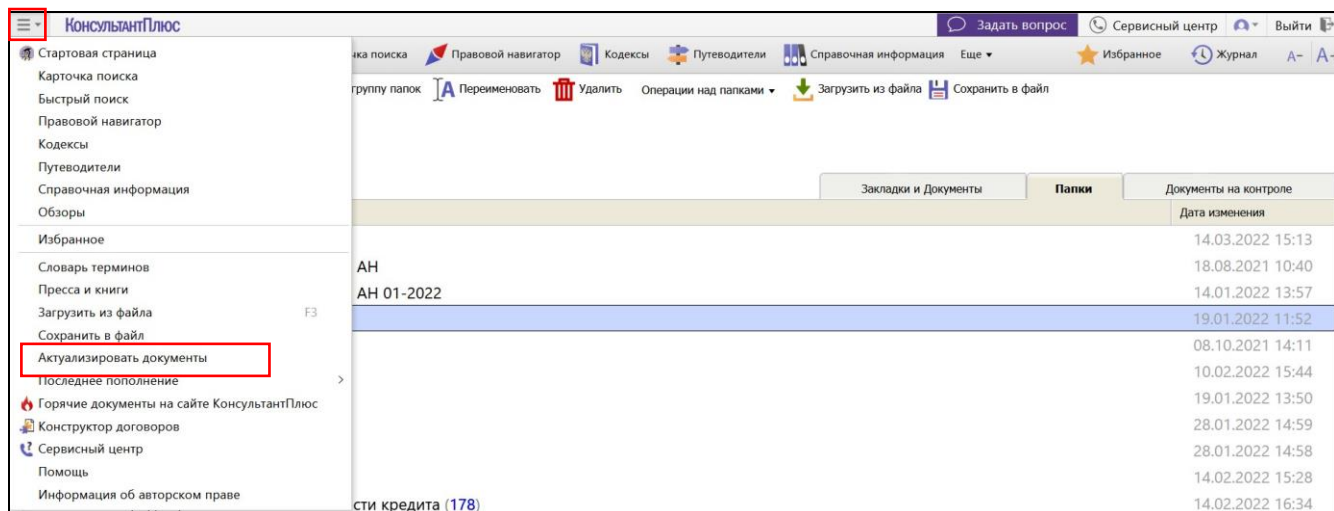 КонсультантПлюс Задать вопрос Сервисный центр Выйти
Стартовая страница
поиска Правовой навигатор Кодексы Путеводители Справочная информация Еще Избранное Журнал А- А-
Карточка поиска
группу папок Переименовать Удалить Операции над папками Загрузить из файла Сохранить в файл
Быстрый поиск
Правовой навигатор
Кодексы
Путеводители
Справочная информация
Закладки и Документы Папки Документы на контроле
Обзоры
Дата изменения
Избранное
14.03.2022 15:13
Словарь терминов
АН 18.08.2021 10:40
Пресса и книги
АН 01-2022 14.01.2022 13:57
Загрузить из файла F3
19.01.2022 11:52
Сохранить в файл
08.10.2021 14:11
Актуализировать документы
10.02.2022 15:44
Последнее пополнение
Горячие документы на сайте КонсультантПлюс
19.01.2022 13:50
Конструктор договоров
28.01.2022 14:59
Сервисный центр
28.01.2022 14:58
Помощь
14.02.2022 15:28
Информация об авторском праве
сти кредита (178) 14.02.2022 16:34